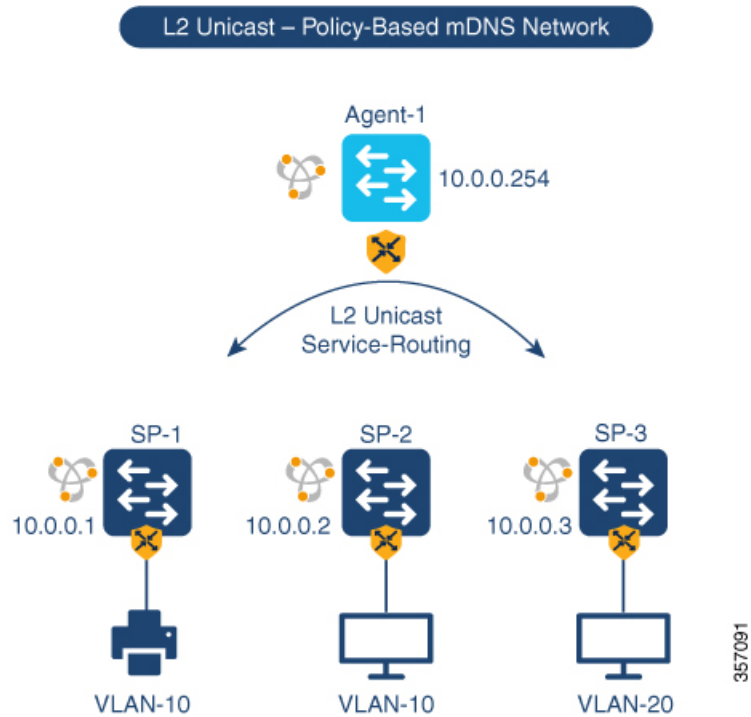 L2 Unicast – Policy-Based mDNS Network
Agent-1
10.0.0.254
L2 Unicast
Service-Routing
SP-1
SP-2
SP-3
10.0.0.1
10.0.0.2
10.0.0.3
VLAN-10
VLAN-10
VLAN-20
357091